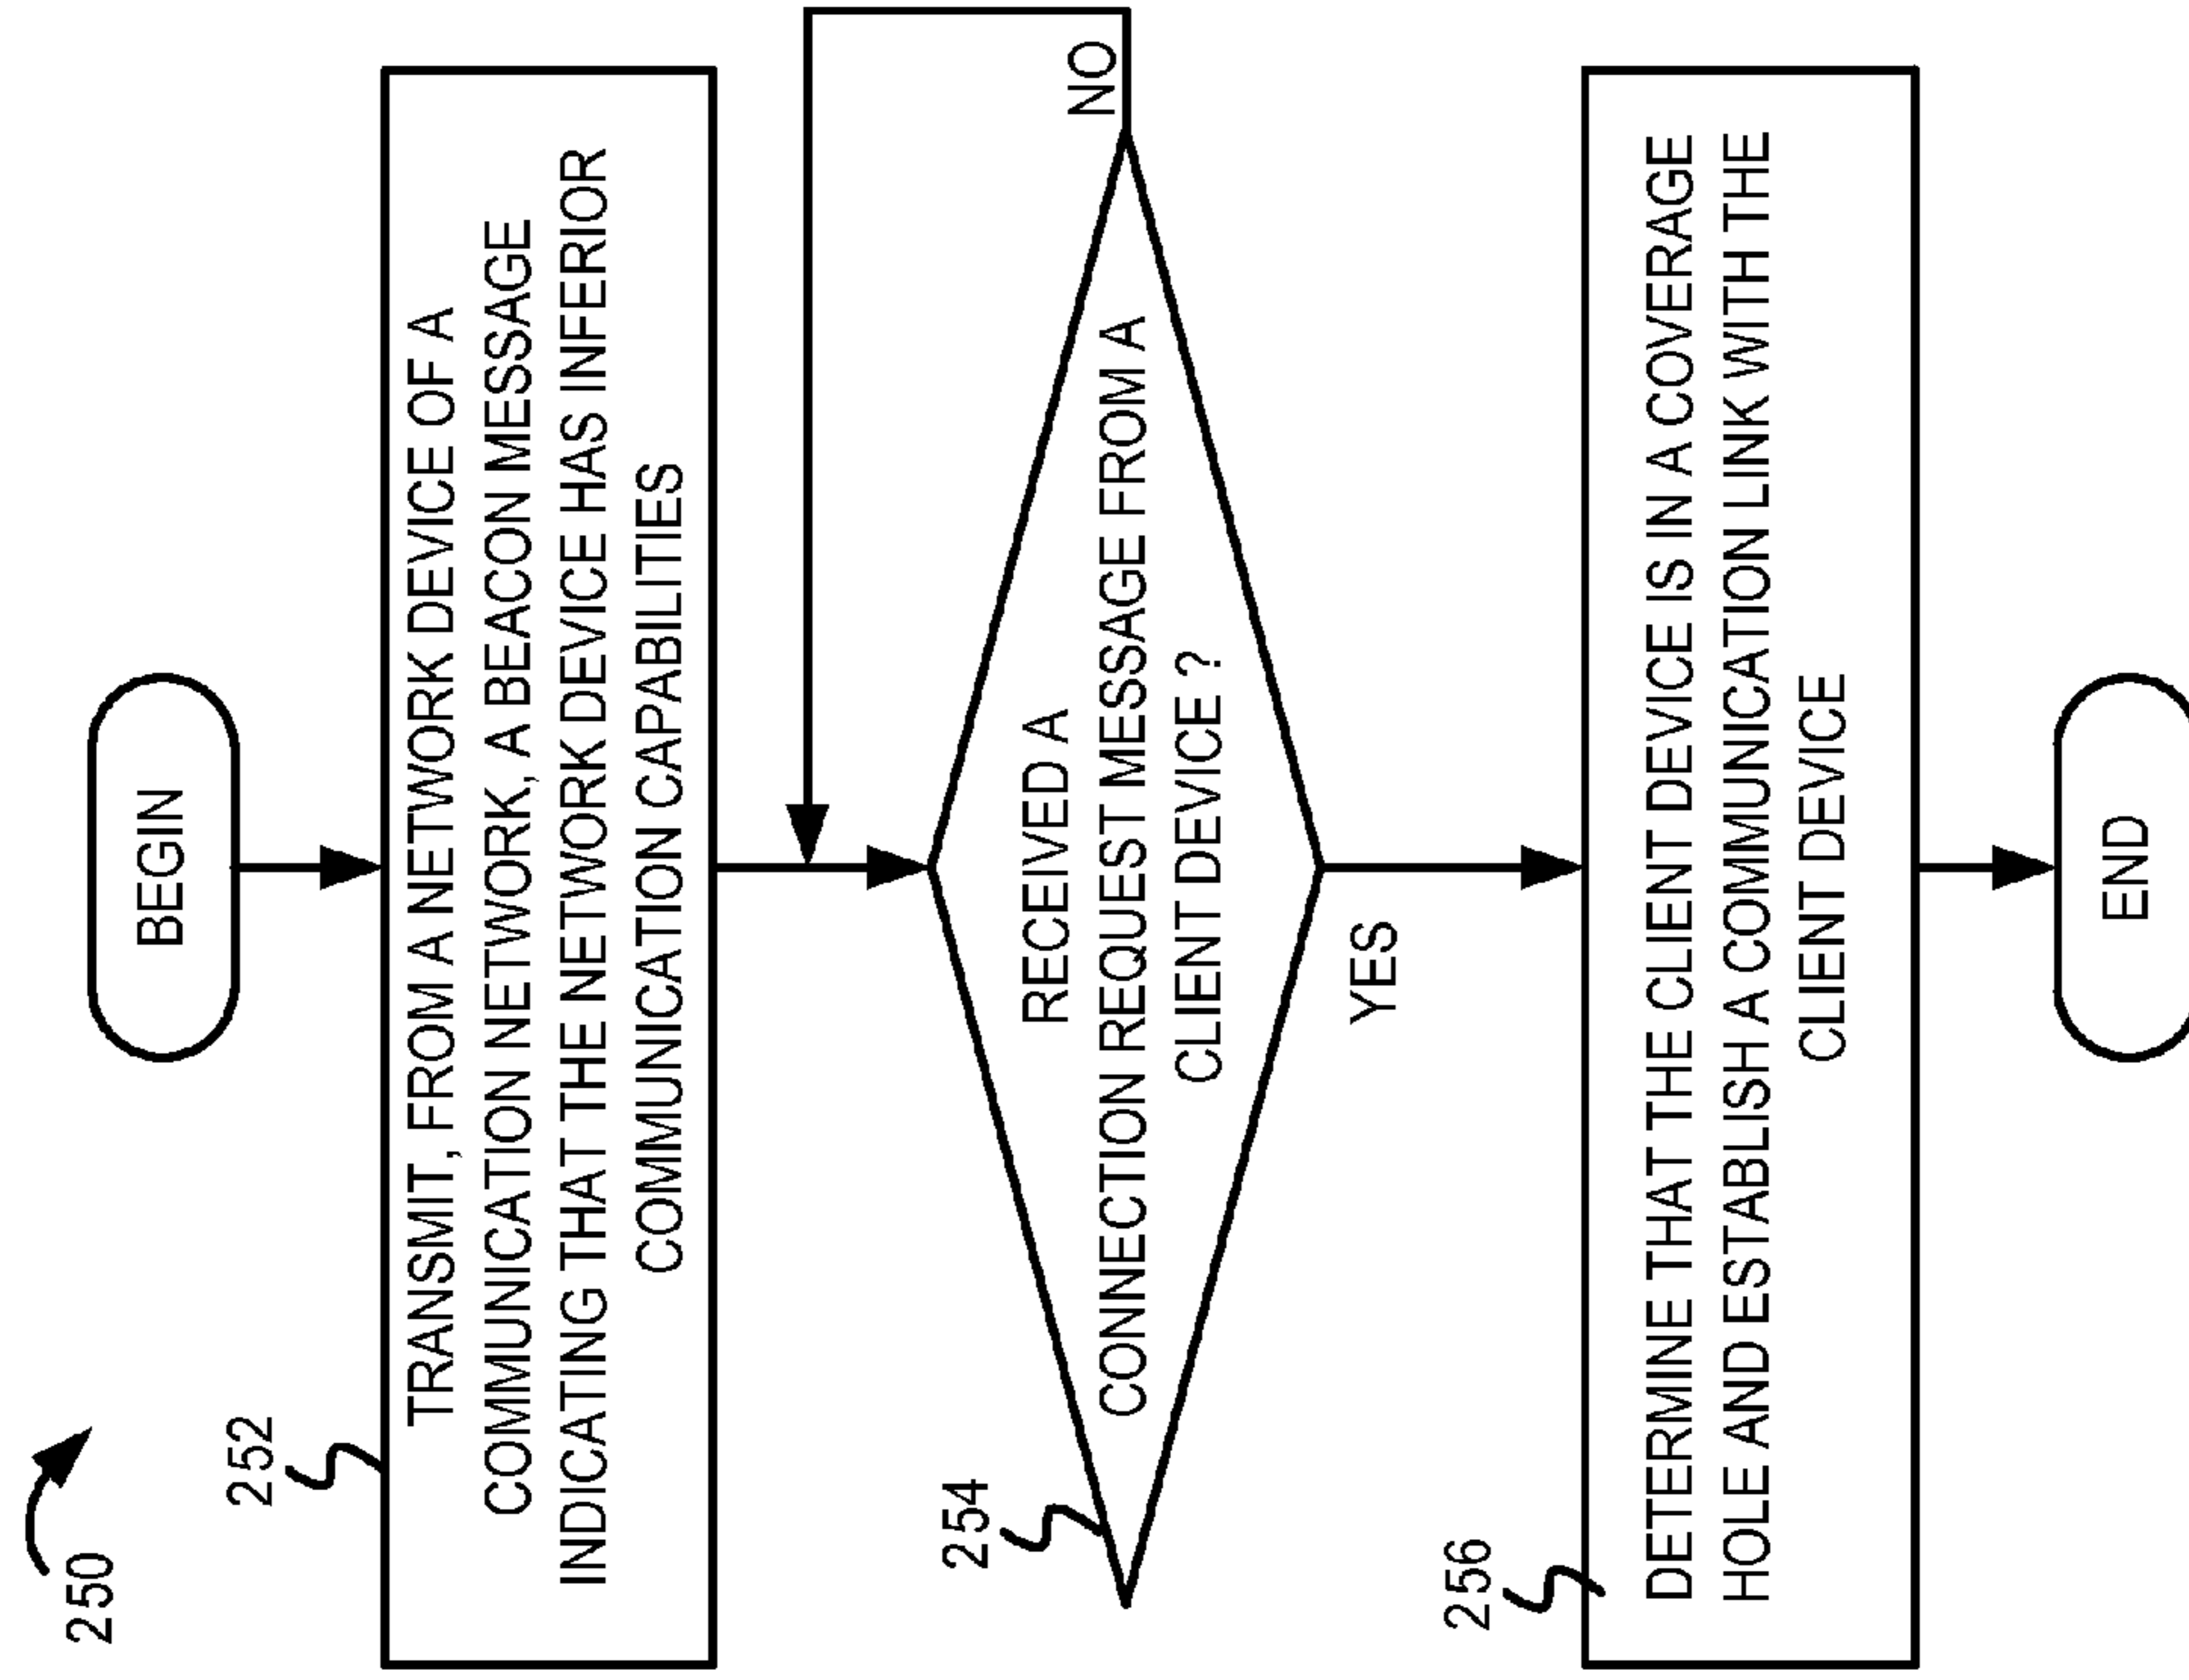 250
BEGIN
252
TRANSMIT, FROM A NETWORK DEVICE OF A
COMMUNICATION NETWORK, A BEACON MESSAGE
INDICATING THAT THE NETWORK DEVICE HAS INFERIOR
COMMUNICATION CAPABILITIES
254
RECEIVED A
CONNECTION REQUEST MESSAGE FROM A
CLIENT DEVICE ?
NO
YES
256
DETERMINE THAT THE CLIENT DEVICE IS IN A COVERAGE
HOLE AND ESTABLISH A COMMUNICATION LINK WITH THE
CLIENT DEVICE
END